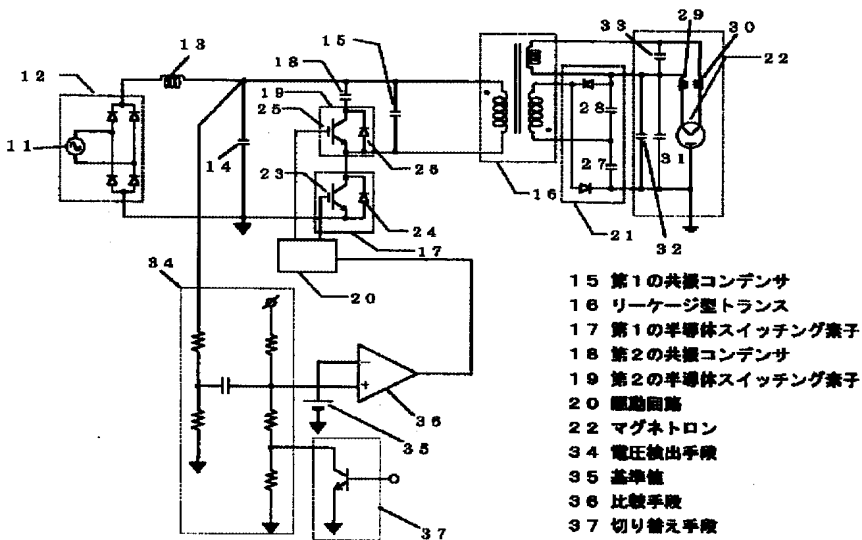 29
33
30
13
15
12
18
22
19
25
28
11
14
26
23
27
31
16
24
21
32
17
34
20
15 第1の共振コンデンサ
16 リーケージ型トランス
17 第1の半導体スイッチング素子
18 第2の共振コンデンサ
19 第2の半導体スイッチング素子
20 駆動回路
22 マグネトロン
34 電圧検出手段
35 基準値
36 比較手段
37 切り替え手段
−
+
36
35
37